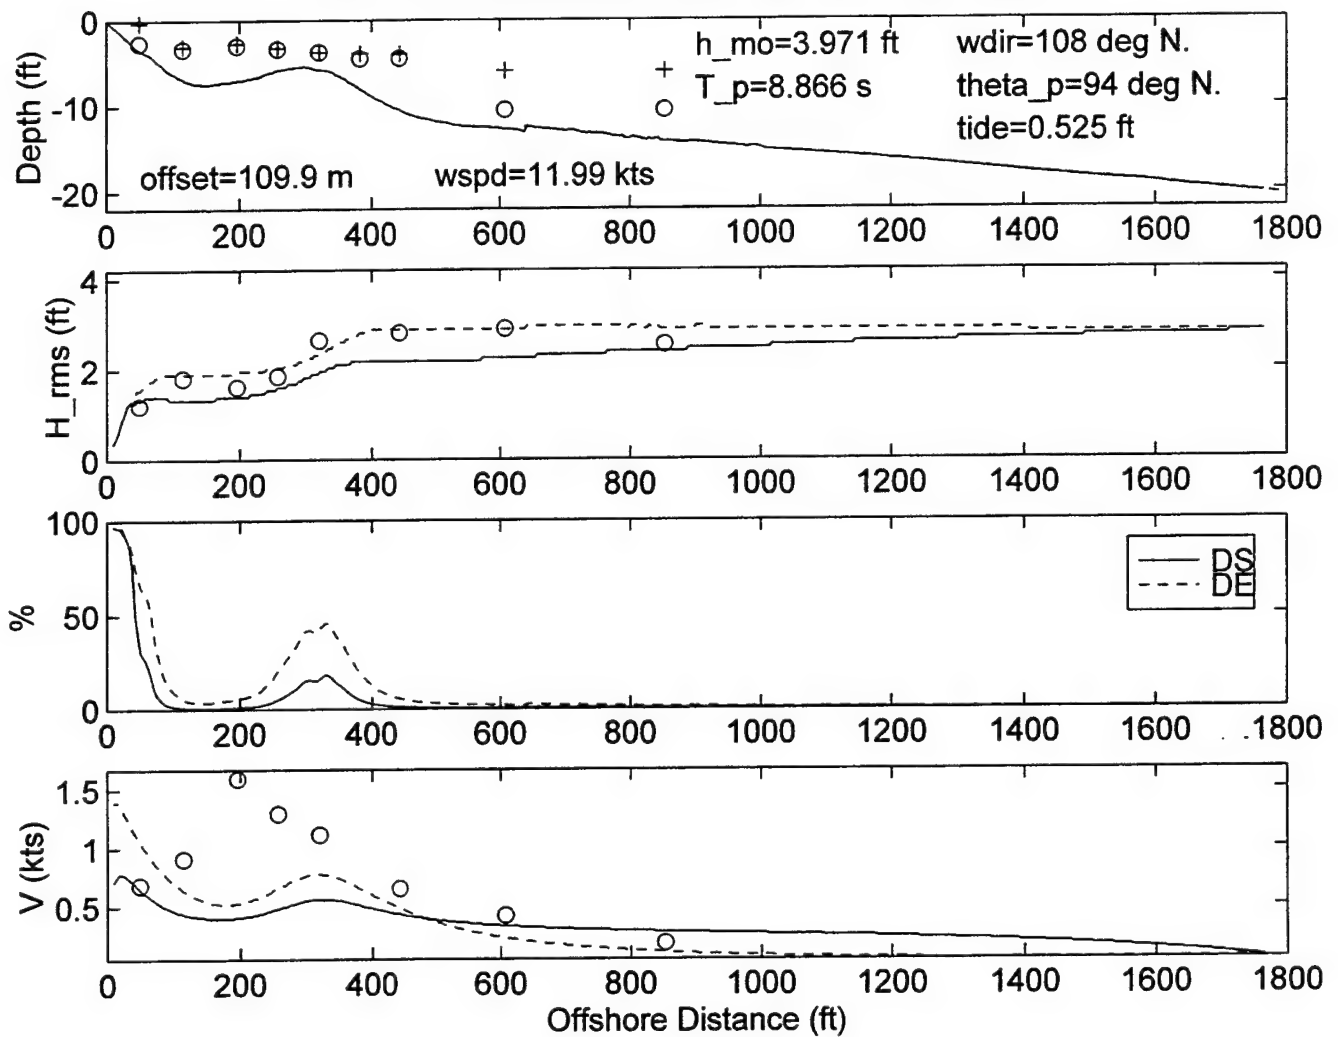 0
-10
-20
Depth (ft)
h_mo=3.971 ft
wdir=108 deg N.
T_p=8.866 s
theta_p=94 deg N.
tide=0.525 ft
offset=109.9 m
wspd=11.99 kts
0 200 400 600 800 1000 1200 1400 1600 1800
4
2
0
H_rms (ft)
0 200 400 600 800 1000 1200 1400 1600 1800
100
50
0
%
DS
DE
0 200 400 600 800 1000 1200 1400 1600 1800
1.5
1
0.5
V (kts)
0 200 400 600 800 1000 1200 1400 1600 1800
Offshore Distance (ft)